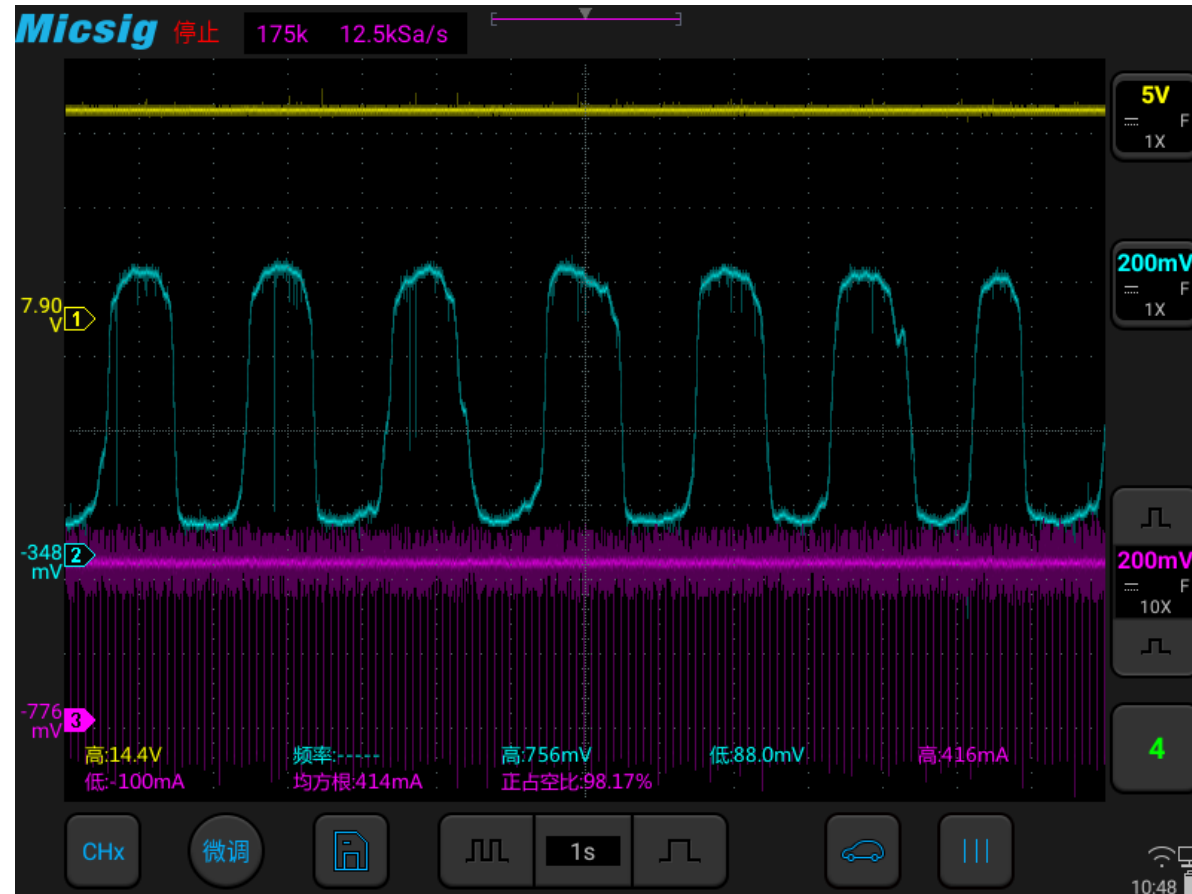 Micsig 停止 175k 12.5kSa/s
5V
F
1X
200mV
F
1X
7.90
V 1
-348 2
mV
200mV
F
10X
-776 3
mV
高:14.4V 频率:----- 高:756mV 低:88.0mV 高:416mA
低:-100mA 均方根:414mA 正占空比:98.17%
4
CHx 微调 1s
10:48